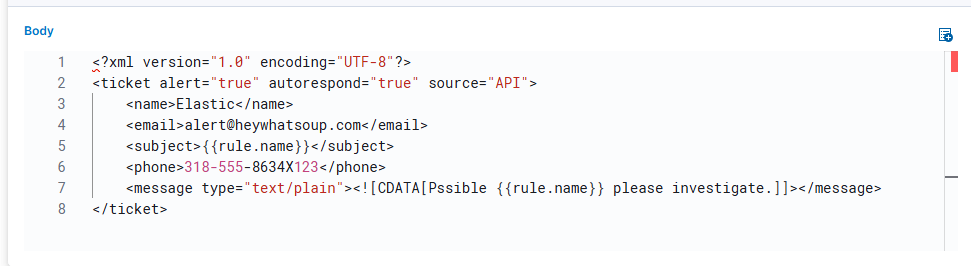 Body
1 <?xml version="1.0" encoding="UTF-8"?>
2 <ticket alert="true" autorespond="true" source="API">
3 <name>Elastic</name>
4 <email>alert@heywhatsoup.com</email>
5 <subject>{{rule.name}}</subject>
6 <phone>318-555-8634X123</phone>
7 <message type="text/plain"><![CDATA[Pssible {{rule.name}} please investigate.]]></message>
8 </ticket>